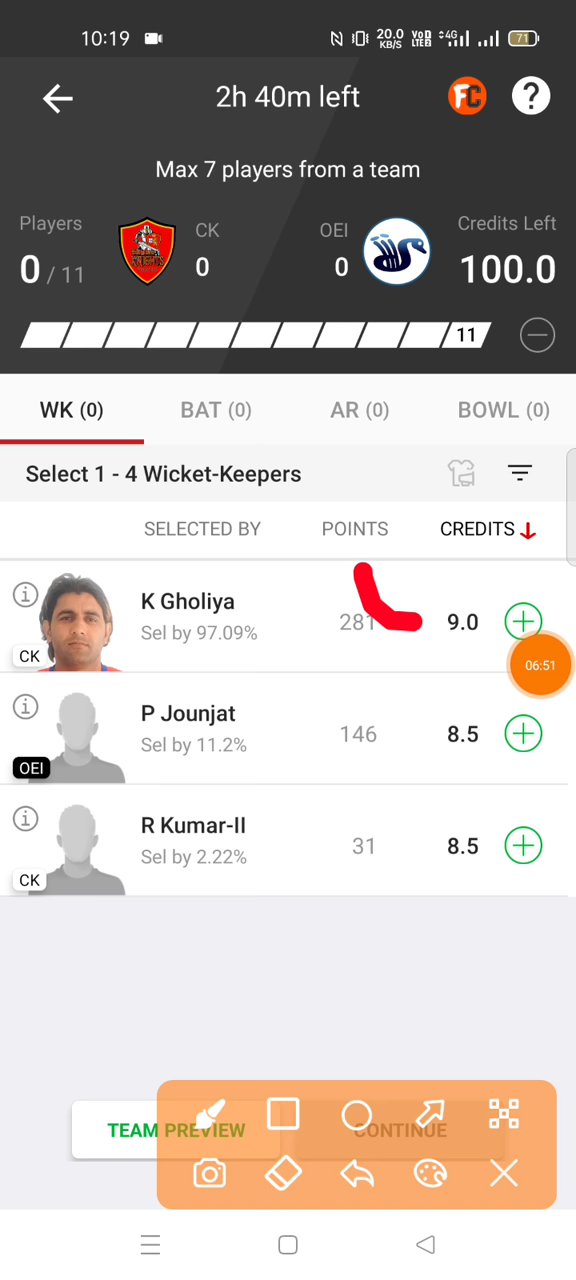 10:19 20.0 KB/S VoD LTE2 4G 71
2h 40m left FC ?
Max 7 players from a team
Players CK OEI Credits Left
0 / 11 0 0 100.0
11
WK (0) BAT (0) AR (0) BOWL (0)
Select 1 - 4 Wicket-Keepers
SELECTED BY POINTS CREDITS
K Gholiya
Sel by 97.09% 281 9.0
CK
06:51
P Jounjat
Sel by 11.2% 146 8.5
OEI
R Kumar-II
Sel by 2.22% 31 8.5
CK
TEAM PREVIEW CONTINUE